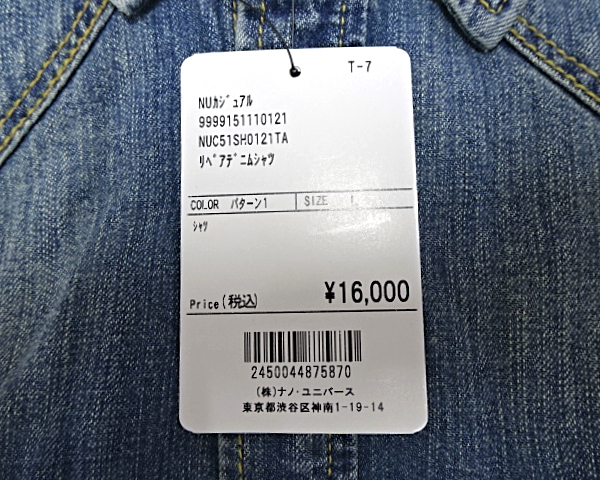 T-7
NUｶｼﾞｭｱﾙ
9999151110121
NUC51SH0121TA
ﾘﾍﾟｱﾃﾞﾆﾑｼｬﾂ
COLOR パターン1 SIZE L
ｼｬﾂ
Price(税込) ¥16,000
2450044875870
(株)ナノ・ユニバース
東京都渋谷区神南1-19-14